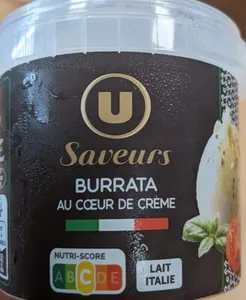 U
Saveurs
BURRATA
AU CŒUR DE CRÈME
NUTRI-SCORE
A B C D E
LAIT
ITALIE